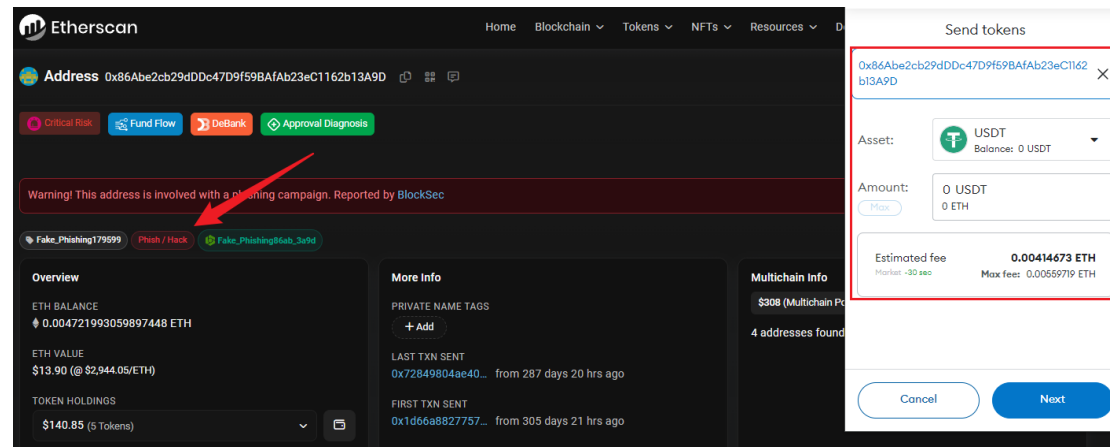 Etherscan
Home Blockchain Tokens NFTs Resources D
Address 0x86Abe2cb29dDDc47D9f59BAfAb23eC1162b13A9D
Critical Risk Fund Flow DeBank Approval Diagnosis
Warning! This address is involved with a phishing campaign. Reported by BlockSec
Fake_Phishing179599 Phish / Hack Fake_Phishing86ab_3a9d
Overview
ETH BALANCE
0.004721993059897448 ETH
ETH VALUE
$13.90 (@ $2,944.05/ETH)
TOKEN HOLDINGS
$140.85 (5 Tokens)
More Info
PRIVATE NAME TAGS
+ Add
LAST TXN SENT
0x72849804ae40... from 287 days 20 hrs ago
FIRST TXN SENT
0x1d66a8827757... from 305 days 21 hrs ago
Multichain Info
$308 (Multichain Po
4 addresses found
Send tokens
0x86Abe2cb29dDDc47D9f59BAfAb23eC1162
b13A9D
Asset:
USDT
Balance: 0 USDT
Amount:
Max
0 USDT
0 ETH
Estimated fee 0.00414673 ETH
Market ~30 sec Max fee: 0.00559719 ETH
Cancel Next